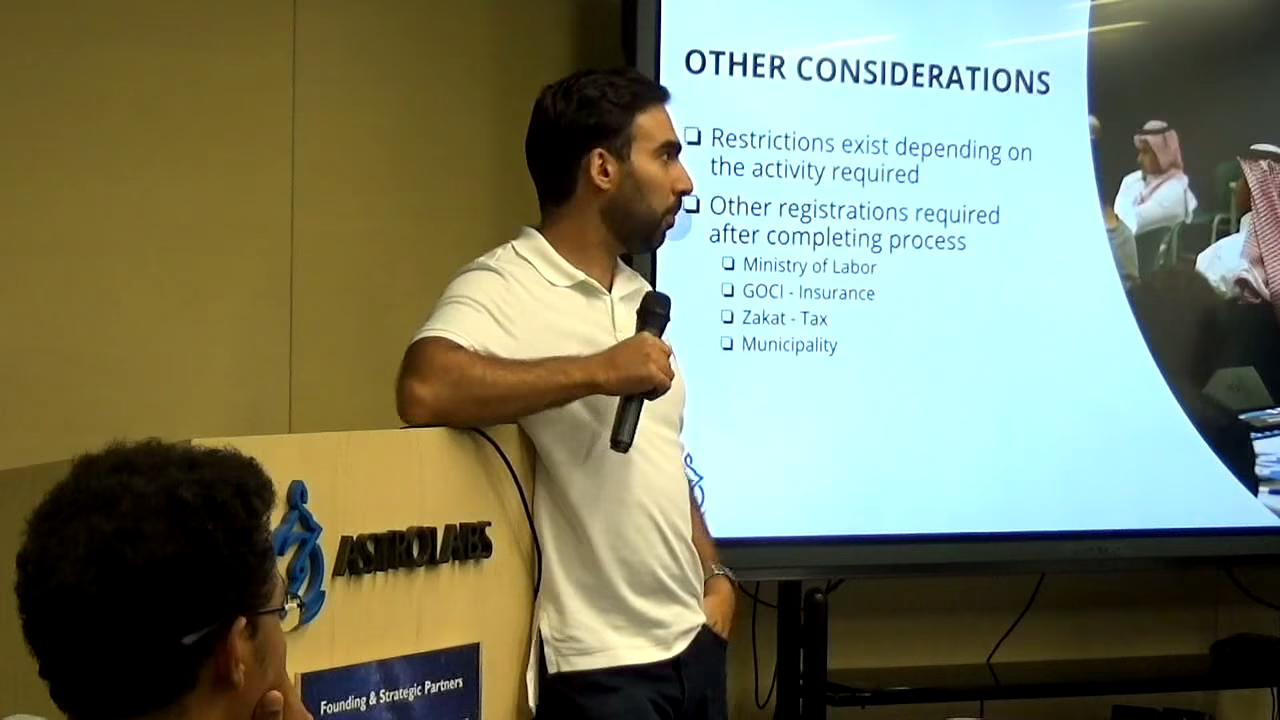 OTHER CONSIDERATIONS
Restrictions exist depending on
the activity required
Other registrations required
after completing process
Ministry of Labor
GOCI - Insurance
Zakat - Tax
Municipality
ASTROLABS
Founding & Strategic Partners